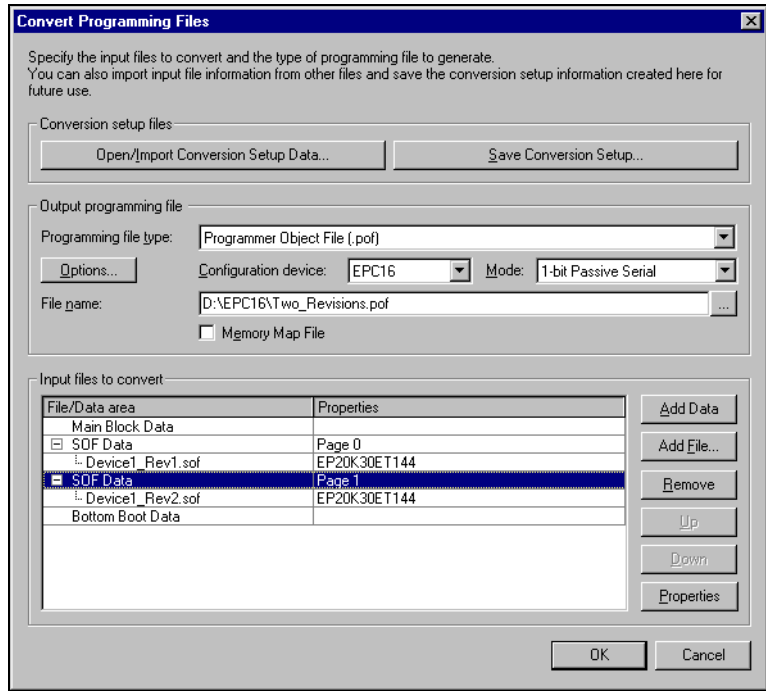 Convert Programming Files
Specify the input files to convert and the type of programming file to generate.
You can also import input file information from other files and save the conversion setup information created here for
future use.
Conversion setup files
Open/Import Conversion Setup Data...
Save Conversion Setup...
Output programming file
Programming file type:
Programmer Object File (.pof)
Options...
Configuration device:
EPC16
Mode:
1-bit Passive Serial
File name:
D:\EPC16\Two_Revisions.pof
...
Memory Map File
Input files to convert
File/Data area
Properties
Add Data
Main Block Data
SOF Data
Page 0
Add File...
Device1_Rev1.sof
EP20K30ET144
SOF Data
Page 1
Remove
Device1_Rev2.sof
EP20K30ET144
Bottom Boot Data
Up
Down
Properties
OK
Cancel